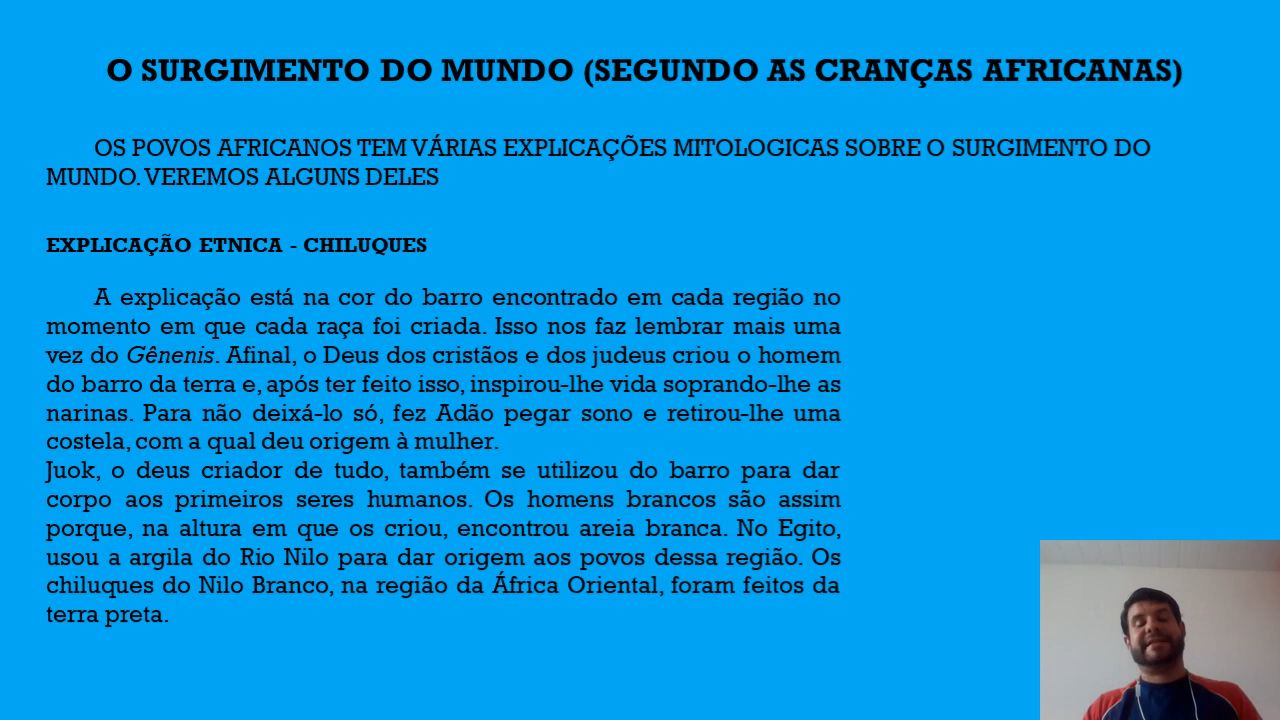 O SURGIMENTO DO MUNDO (SEGUNDO AS CRANÇAS AFRICANAS)
OS POVOS AFRICANOS TEM VÁRIAS EXPLICAÇÕES MITOLOGICAS SOBRE O SURGIMENTO DO
MUNDO. VEREMOS ALGUNS DELES
EXPLICAÇÃO ETNICA - CHILUQUES
A explicação está na cor do barro encontrado em cada região no
momento em que cada raça foi criada. Isso nos faz lembrar mais uma
vez do Gênenis. Afinal, o Deus dos cristãos e dos judeus criou o homem
do barro da terra e, após ter feito isso, inspirou-lhe vida soprando-lhe as
narinas. Para não deixá-lo só, fez Adão pegar sono e retirou-lhe uma
costela, com a qual deu origem à mulher.
Juok, o deus criador de tudo, também se utilizou do barro para dar
corpo aos primeiros seres humanos. Os homens brancos são assim
porque, na altura em que os criou, encontrou areia branca. No Egito,
usou a argila do Rio Nilo para dar origem aos povos dessa região. Os
chiluques do Nilo Branco, na região da África Oriental, foram feitos da
terra preta.